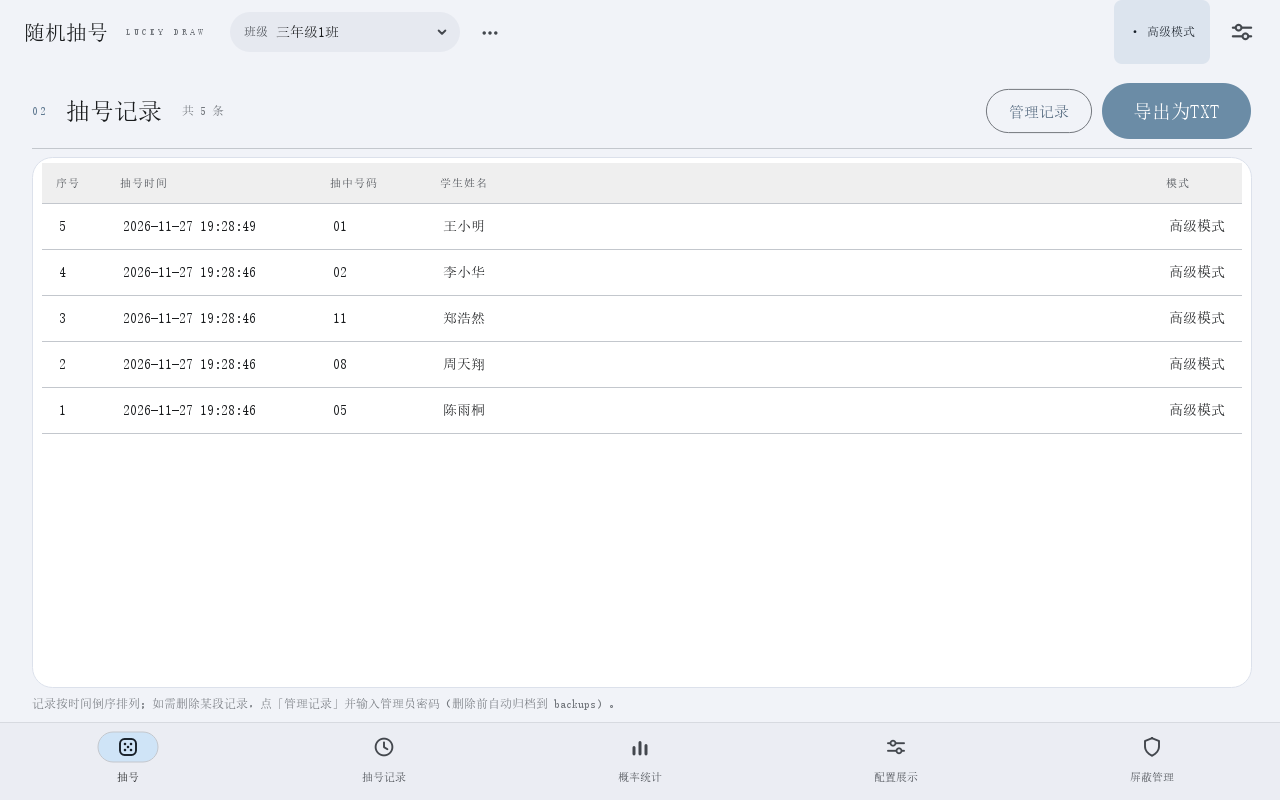 随机抽号 LUCKY DRAW 班级 三年级1班 ••• • 高级模式
02 抽号记录 共 5 条 管理记录 导出为TXT
序号 抽号时间 抽中号码 学生姓名 模式
5 2026-11-27 19:28:49 01 王小明 高级模式
4 2026-11-27 19:28:46 02 李小华 高级模式
3 2026-11-27 19:28:46 11 郑浩然 高级模式
2 2026-11-27 19:28:46 08 周天翔 高级模式
1 2026-11-27 19:28:46 05 陈雨桐 高级模式
记录按时间倒序排列；如需删除某段记录，点「管理记录」并输入管理员密码（删除前自动归档到 backups）。
抽号 抽号记录 概率统计 配置展示 屏蔽管理